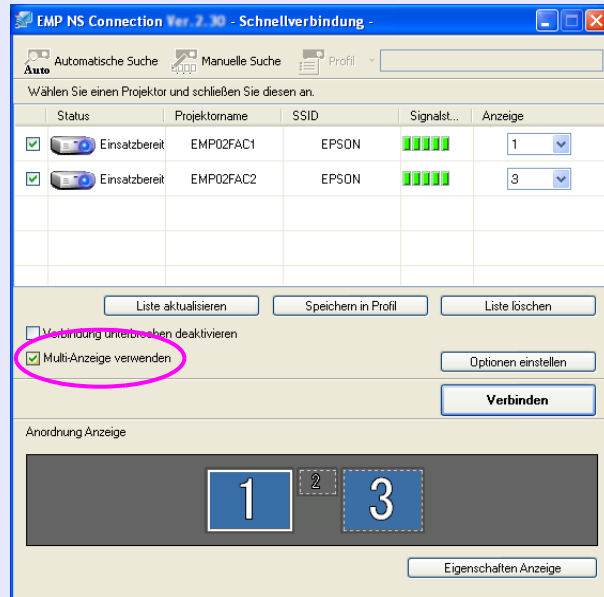 EMP NS Connection Ver.2.30 - Schnellverbindung -
Auto Automatische Suche Manuelle Suche Profil
Wählen Sie einen Projektor und schließen Sie diesen an.
Status Projektorname SSID Signalst... Anzeige
Einsatzbereit EMP02FAC1 EPSON 1
Einsatzbereit EMP02FAC2 EPSON 3
Liste aktualisieren Speichern in Profil Liste löschen
Verbindung unterbrochen deaktivieren
Multi-Anzeige verwenden Optionen einstellen
Verbinden
Anordnung Anzeige
1 2 3
Eigenschaften Anzeige